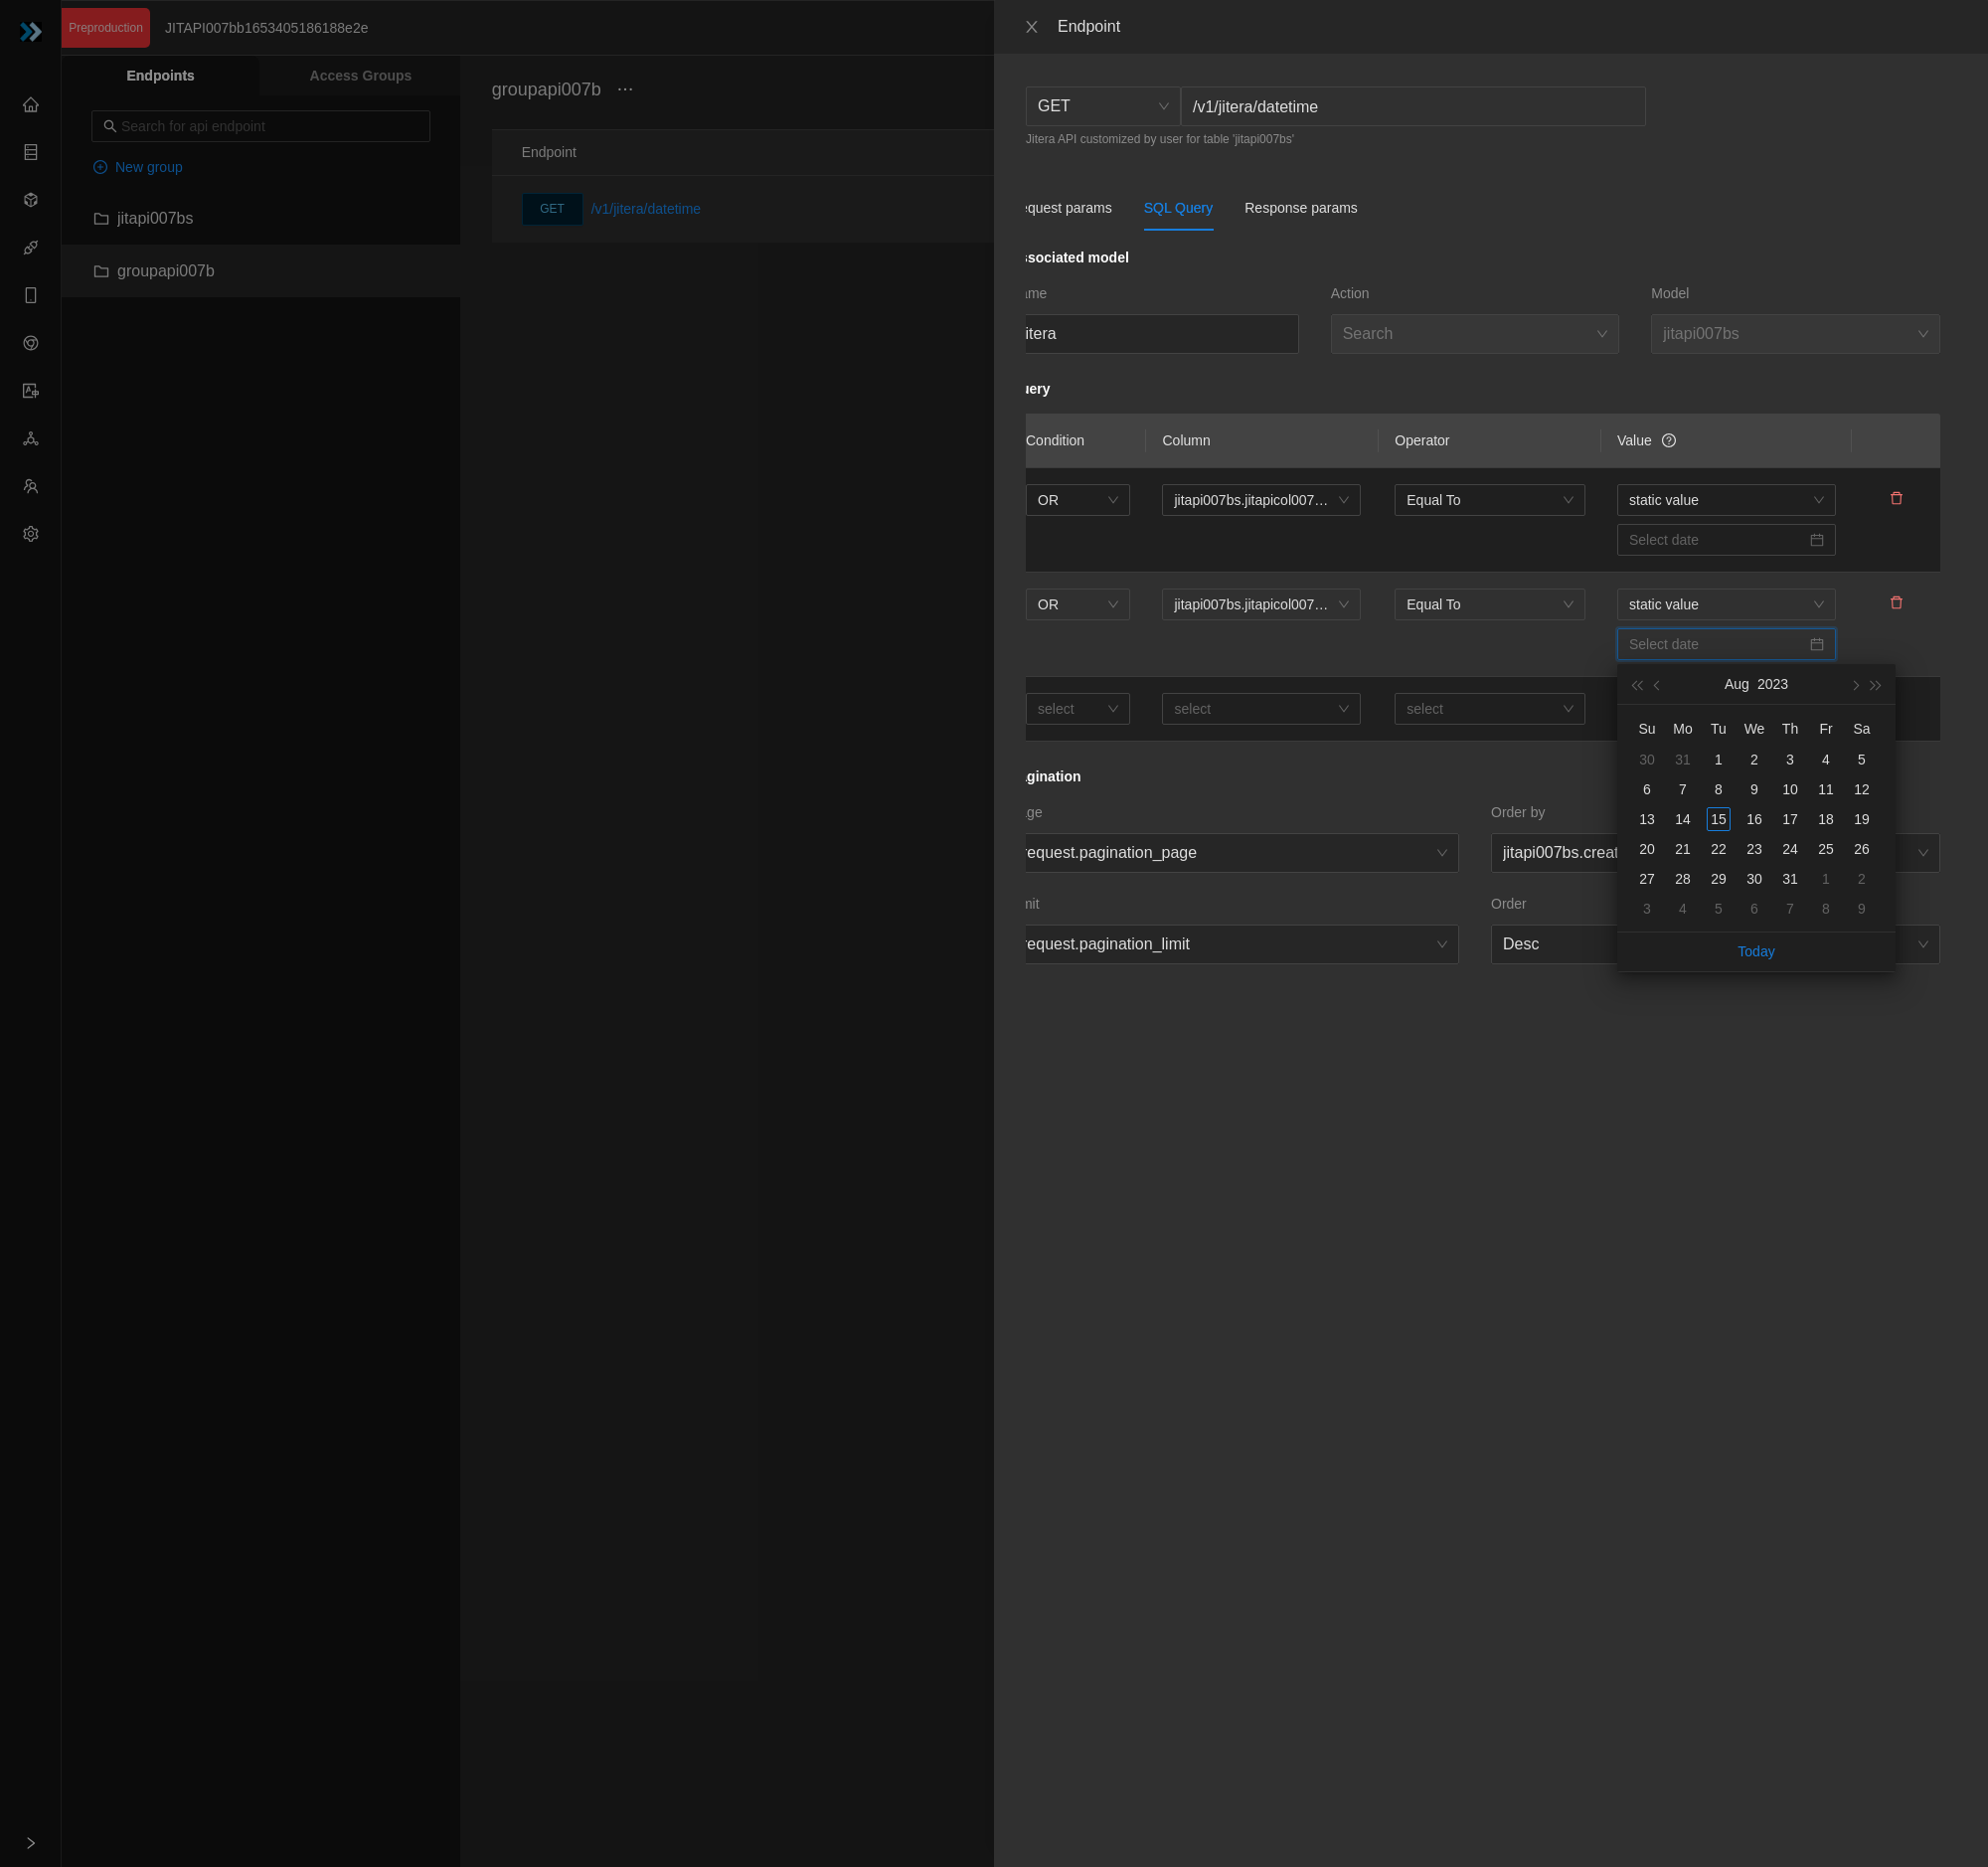 Preproduction
JITAPI007bb1653405186188e2e
Endpoints
Access Groups
Search for api endpoint
New group
jitapi007bs
groupapi007b
groupapi007b
Endpoint
GET
/v1/jitera/datetime
Endpoint
GET
/v1/jitera/datetime
Jitera API customized by user for table 'jitapi007bs'
equest params
SQL Query
Response params
ssociated model
ame
Action
Model
itera
Search
jitapi007bs
uery
Condition
Column
Operator
Value
OR
jitapi007bs.jitapicol007…
Equal To
static value
Select date
OR
jitapi007bs.jitapicol007…
Equal To
static value
Select date
select
select
select
Aug 2023
Su Mo Tu We Th Fr Sa
30 31 1 2 3 4 5
6 7 8 9 10 11 12
13 14 15 16 17 18 19
20 21 22 23 24 25 26
27 28 29 30 31 1 2
3 4 5 6 7 8 9
Today
agination
age
Order by
request.pagination_page
jitapi007bs.creat
mit
Order
request.pagination_limit
Desc